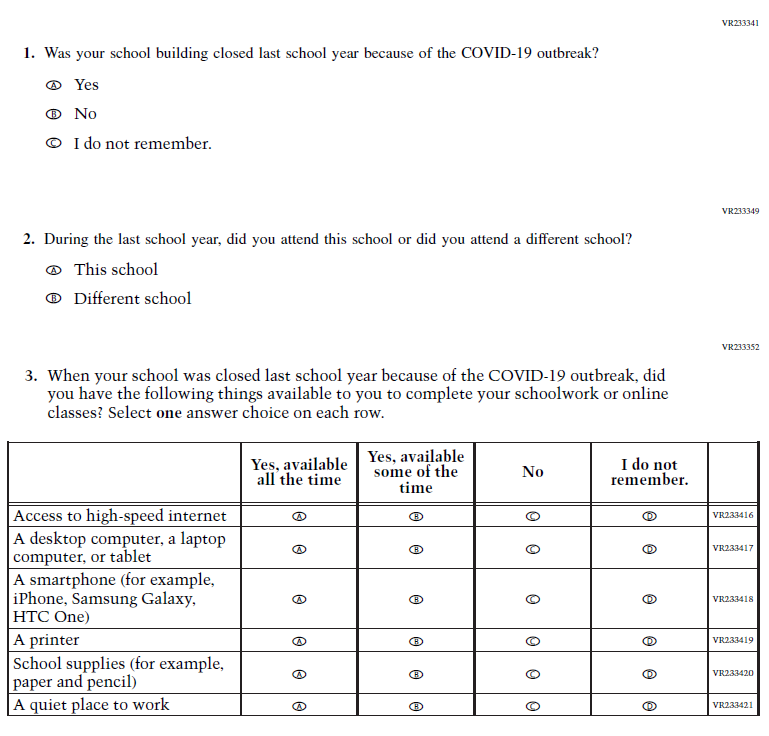 VR233341
1. Was your school building closed last school year because of the COVID-19 outbreak?
Ⓐ Yes
Ⓑ No
Ⓒ I do not remember.
VR233349
2. During the last school year, did you attend this school or did you attend a different school?
Ⓐ This school
Ⓑ Different school
VR233352
3. When your school was closed last school year because of the COVID-19 outbreak, did
you have the following things available to you to complete your schoolwork or online
classes? Select one answer choice on each row.
Yes, available
all the time
Yes, available
some of the
time
No
I do not
remember.
Access to high-speed internet Ⓐ Ⓑ Ⓒ Ⓓ VR233416
A desktop computer, a laptop
computer, or tablet Ⓐ Ⓑ Ⓒ Ⓓ VR233417
A smartphone (for example,
iPhone, Samsung Galaxy, Ⓐ Ⓑ Ⓒ Ⓓ VR233418
HTC One)
A printer Ⓐ Ⓑ Ⓒ Ⓓ VR233419
School supplies (for example,
paper and pencil) Ⓐ Ⓑ Ⓒ Ⓓ VR233420
A quiet place to work Ⓐ Ⓑ Ⓒ Ⓓ VR233421